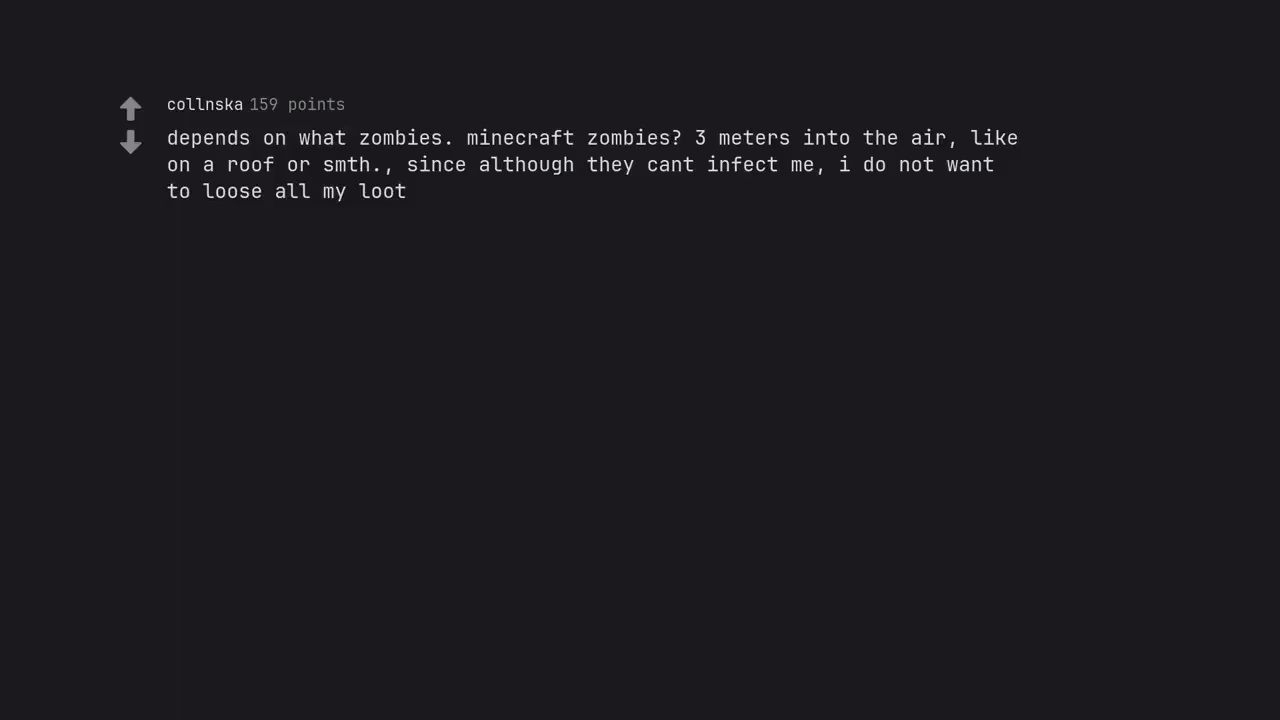 collnska 159 points
depends on what zombies. minecraft zombies? 3 meters into the air, like
on a roof or smth., since although they cant infect me, i do not want
to loose all my loot